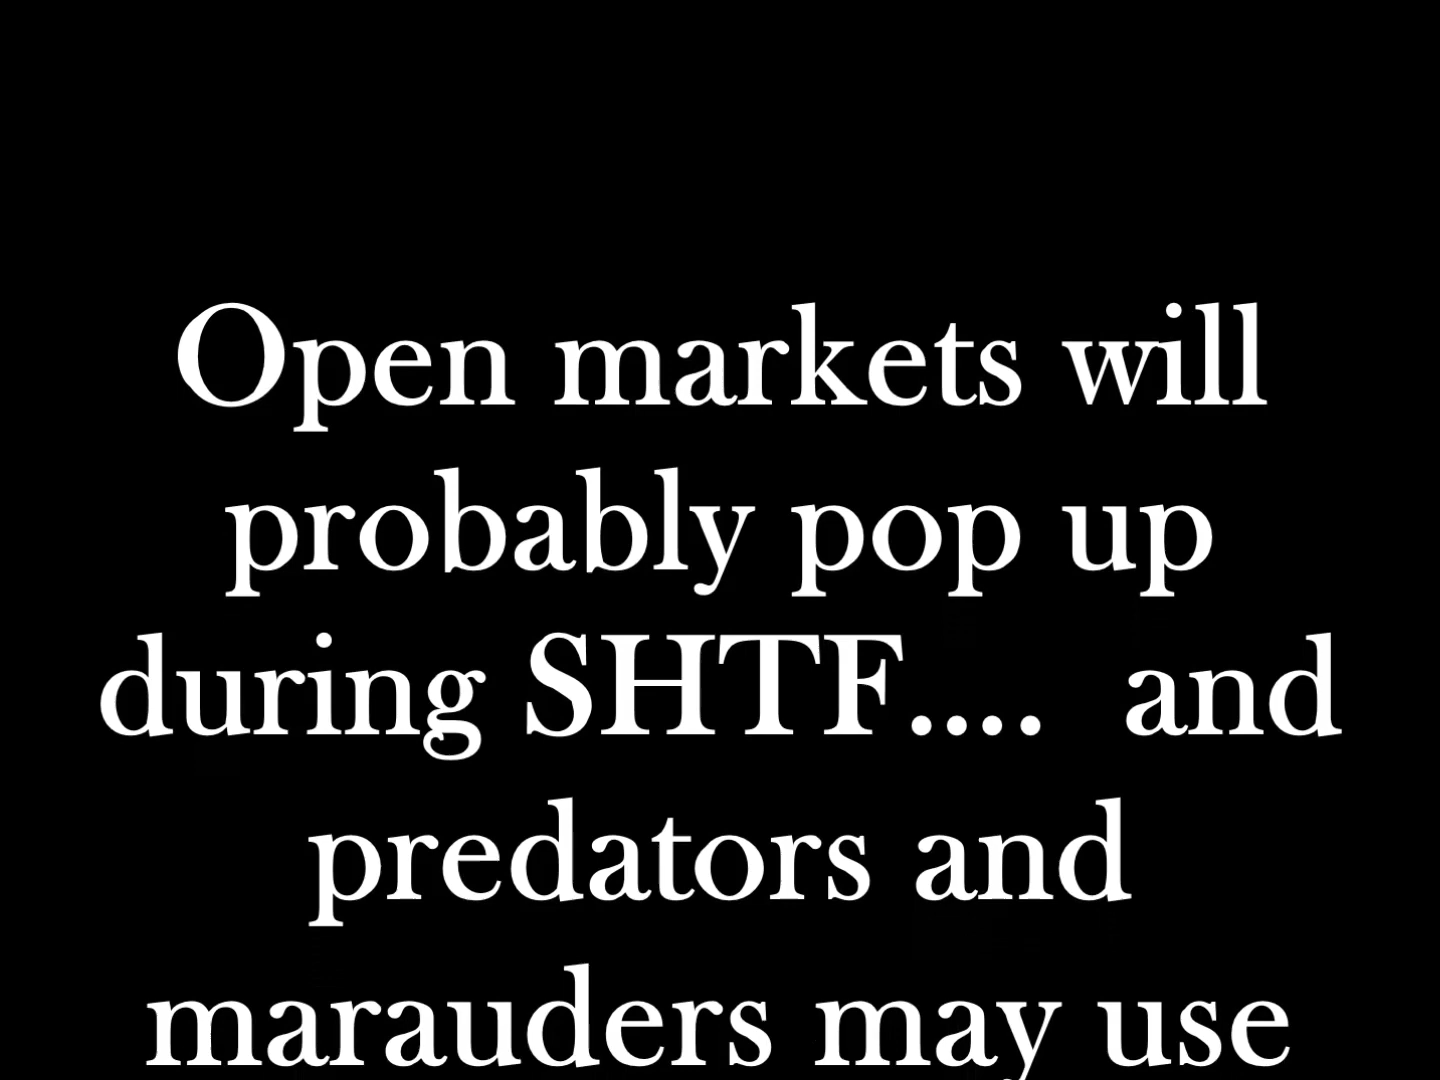 Open markets will
probably pop up
during SHTF....  and
predators and
marauders may use